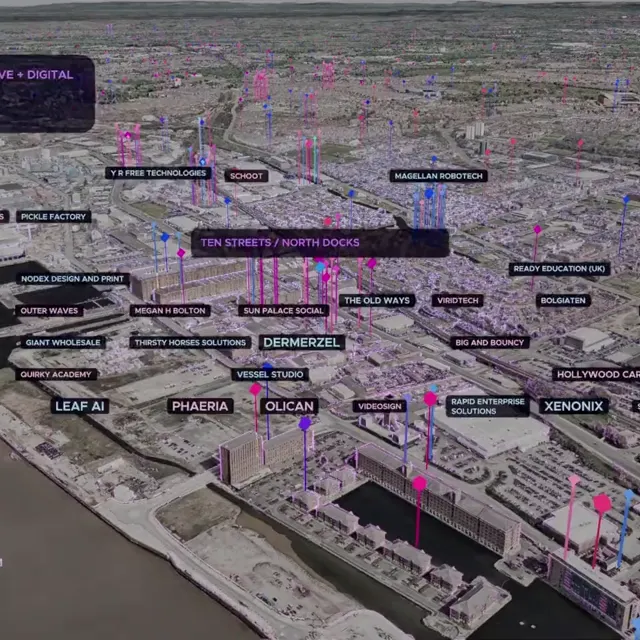 VE + DIGITAL
Y R FREE TECHNOLOGIES
SCHOOT
MAGELLAN ROBOTECH
S
PICKLE FACTORY
TEN STREETS / NORTH DOCKS
READY EDUCATION (UK)
NODEX DESIGN AND PRINT
THE OLD WAYS
VIRIDTECH
BOLGIATEN
OUTER WAVES
MEGAN H BOLTON
SUN PALACE SOCIAL
GIANT WHOLESALE
THIRSTY HORSES SOLUTIONS
DERMERZEL
BIG AND BOUNCY
QUIRKY ACADEMY
VESSEL STUDIO
HOLLYWOOD CAR
LEAF AI
PHAERIA
OLICAN
VIDEOSIGN
RAPID ENTERPRISE
SOLUTIONS
XENONIX